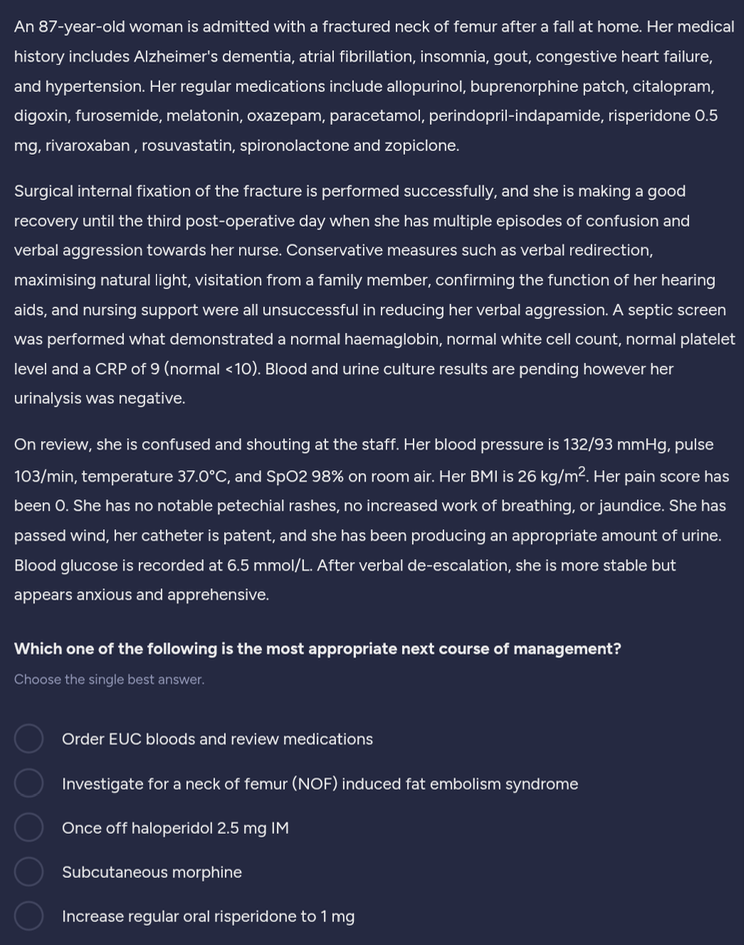 An 87-year-old woman is admitted with a fractured neck of femur after a fall at home. Her medical
history includes Alzheimer's dementia, atrial fibrillation, insomnia, gout, congestive heart failure,
and hypertension. Her regular medications include allopurinol, buprenorphine patch, citalopram,
digoxin, furosemide, melatonin, oxazepam, paracetamol, perindopril-indapamide, risperidone 0.5
mg, rivaroxaban , rosuvastatin, spironolactone and zopiclone.
Surgical internal fixation of the fracture is performed successfully, and she is making a good
recovery until the third post-operative day when she has multiple episodes of confusion and
verbal aggression towards her nurse. Conservative measures such as verbal redirection,
maximising natural light, visitation from a family member, confirming the function of her hearing
aids, and nursing support were all unsuccessful in reducing her verbal aggression. A septic screen
was performed what demonstrated a normal haemaglobin, normal white cell count, normal platelet
level and a CRP of 9 (normal <10). Blood and urine culture results are pending however her
urinalysis was negative.
On review, she is confused and shouting at the staff. Her blood pressure is 132/93 mmHg, pulse
103/min, temperature 37.0°C, and SpO2 98% on room air. Her BMI is 26 kg/m². Her pain score has
been 0. She has no notable petechial rashes, no increased work of breathing, or jaundice. She has
passed wind, her catheter is patent, and she has been producing an appropriate amount of urine.
Blood glucose is recorded at 6.5 mmol/L. After verbal de-escalation, she is more stable but
appears anxious and apprehensive.
Which one of the following is the most appropriate next course of management?
Choose the single best answer.
Order EUC bloods and review medications
Investigate for a neck of femur (NOF) induced fat embolism syndrome
Once off haloperidol 2.5 mg IM
Subcutaneous morphine
Increase regular oral risperidone to 1 mg